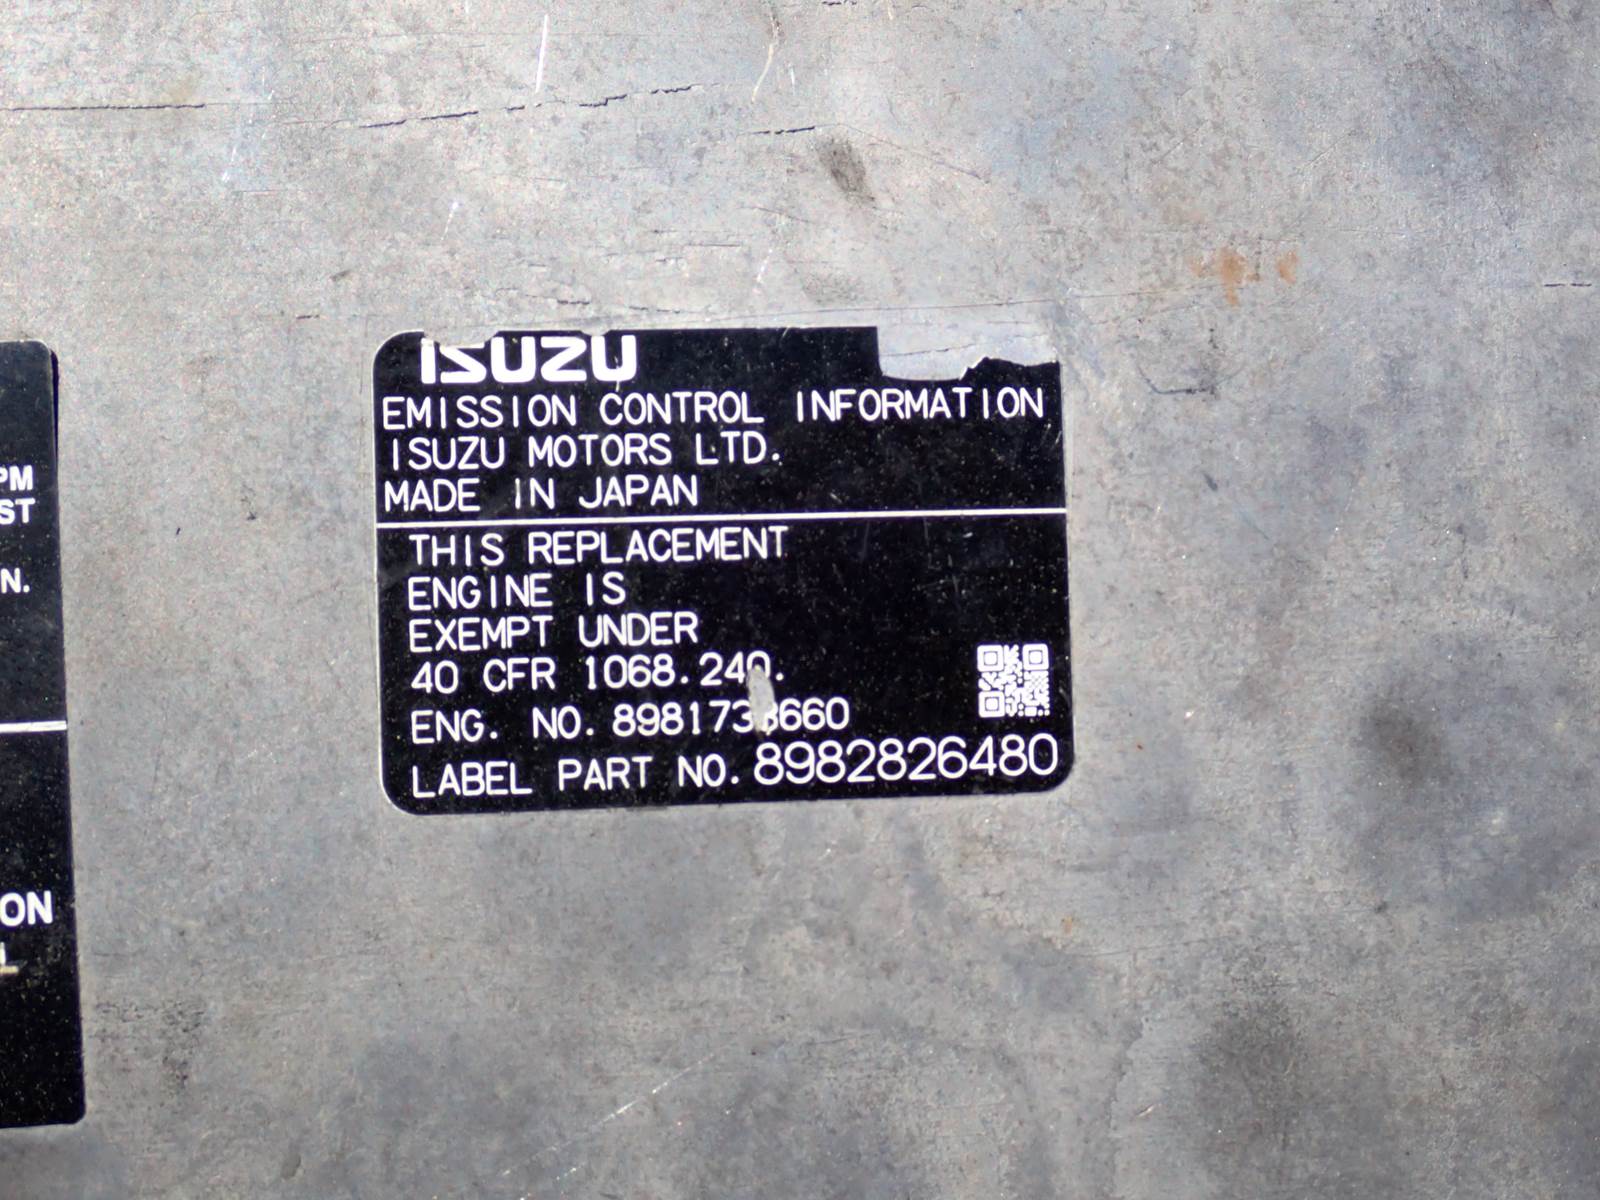 PM
ST
N.
ON
ISUZU
EMISSION CONTROL INFORMATION
ISUZU MOTORS LTD.
MADE IN JAPAN
THIS REPLACEMENT
ENGINE IS
EXEMPT UNDER
40 CFR 1068.240.
ENG. NO.
LABEL PART NO. 8982826480